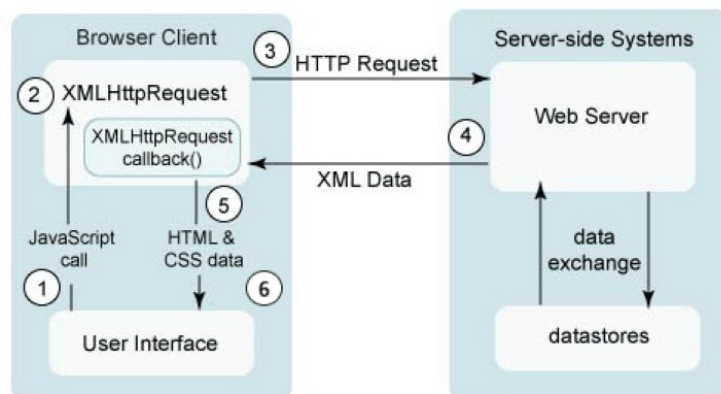 Browser Client
Server-side Systems
3
HTTP Request
2
XMLHttpRequest
Web Server
XMLHttpRequest
callback()
4
XML Data
5
JavaScript
call
HTML &
CSS data
data
exchange
1
6
User Interface
datastores